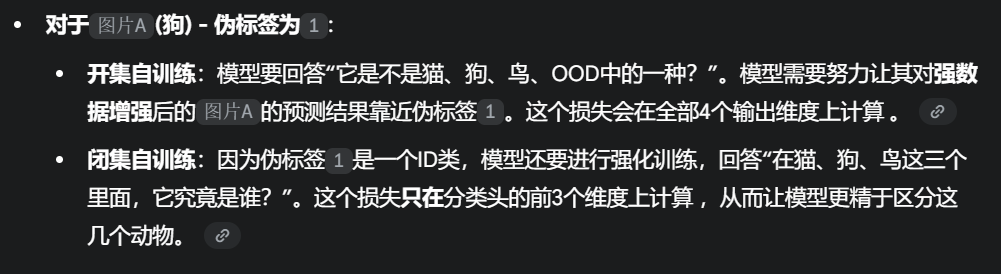 • 对于 图片A (狗) - 伪标签为 1 :
• 开集自训练：模型要回答“它是不是猫、狗、鸟、OOD中的一种？”。模型需要努力让其对强数
据增强后的 图片A 的预测结果靠近伪标签 1 。这个损失会在全部4个输出维度上计算 。
• 闭集自训练：因为伪标签 1 是一个ID类，模型还要进行强化训练，回答“在猫、狗、鸟这三个
里面，它究竟是谁？”。这个损失只在分类头的前3个维度上计算 ，从而让模型更精于区分这
几个动物。